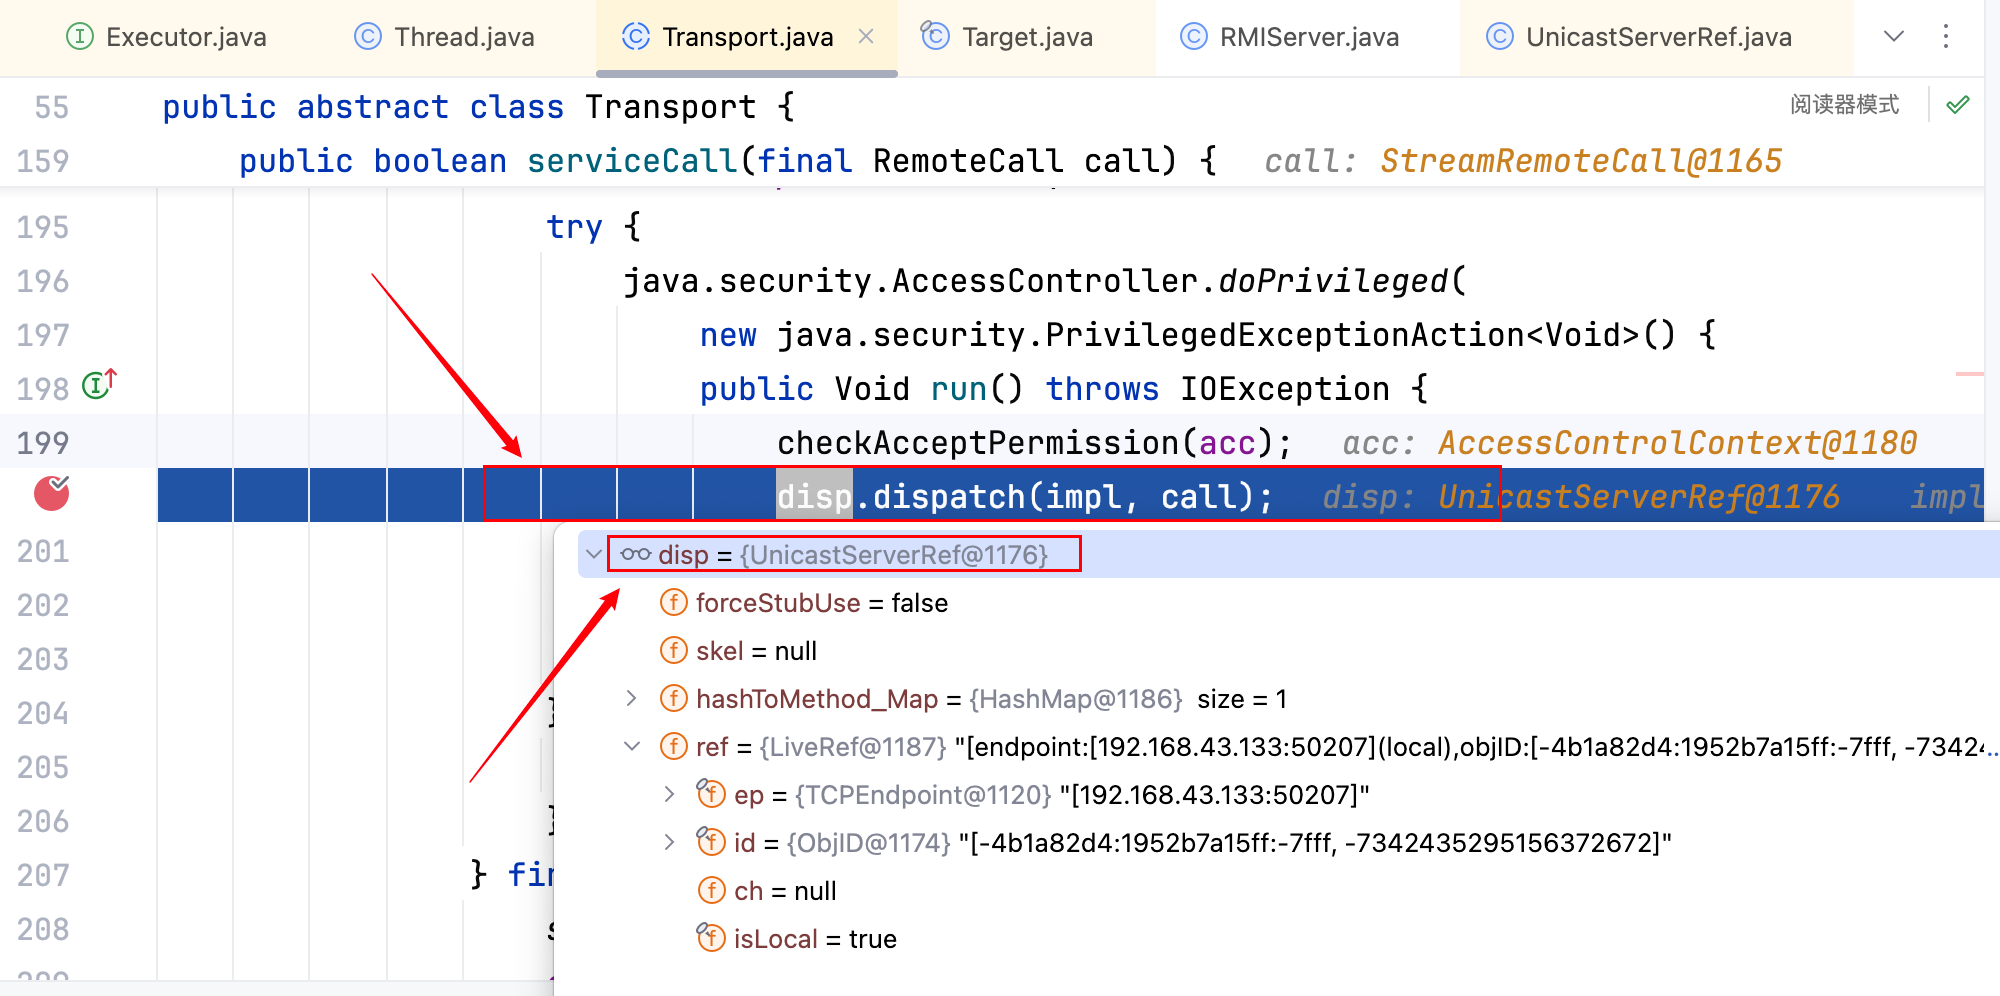 Executor.java Thread.java Transport.java Target.java RMIServer.java UnicastServerRef.java
55 public abstract class Transport { 阅读器模式
159 public boolean serviceCall(final RemoteCall call) { call: StreamRemoteCall@1165
195 try {
196 java.security.AccessController.doPrivileged(
197 new java.security.PrivilegedExceptionAction<Void>() {
198 public Void run() throws IOException {
199 checkAcceptPermission(acc); acc: AccessControlContext@1180
disp.dispatch(impl, call); disp: UnicastServerRef@1176 impl
201 disp = {UnicastServerRef@1176}
202 forceStubUse = false
203 skel = null
204 } hashToMethod_Map = {HashMap@1186} size = 1
205 ref = {LiveRef@1187} "[endpoint:[192.168.43.133:50207](local),objID:[-4b1a82d4:1952b7a15ff:-7fff, -73424...
206 } ep = {TCPEndpoint@1120} "[192.168.43.133:50207]"
id = {ObjID@1174} "[-4b1a82d4:1952b7a15ff:-7fff, -7342435295156372672]"
207 } fin ch = null
208 s isLocal = true